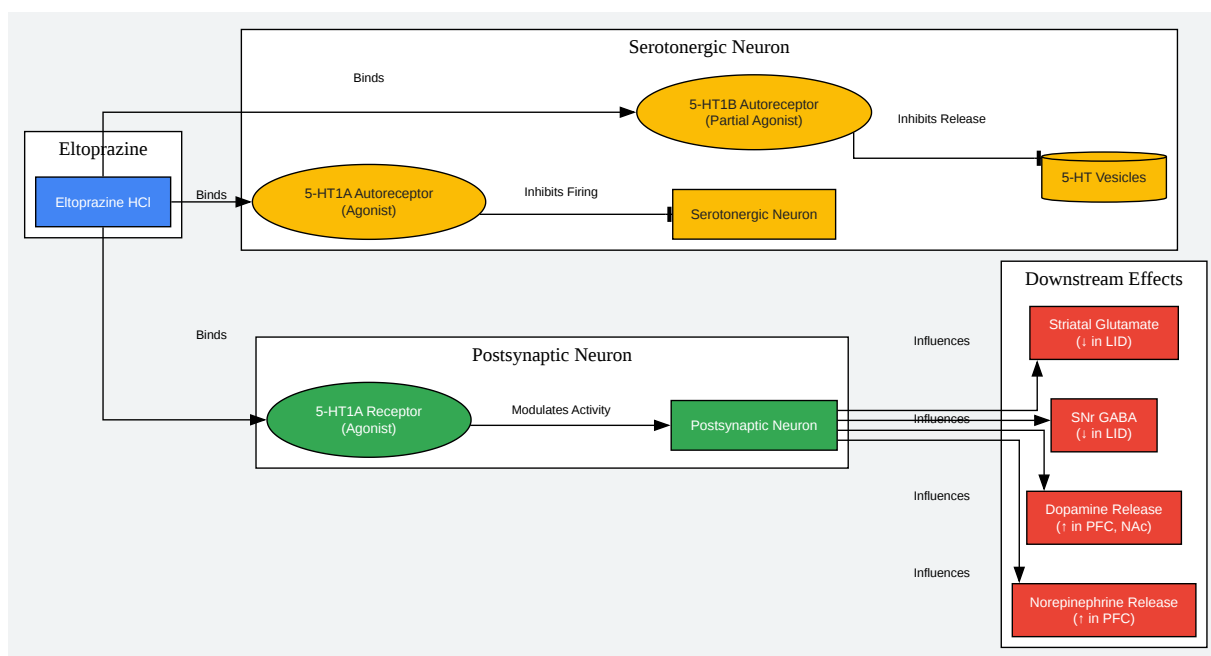 Serotonergic Neuron
Binds
5-HT1B Autoreceptor
(Partial Agonist)
Inhibits Release
5-HT Vesicles
Eltoprazine
Eltoprazine HCl
Binds
5-HT1A Autoreceptor
(Agonist)
Inhibits Firing
Serotonergic Neuron
Binds
Postsynaptic Neuron
5-HT1A Receptor
(Agonist)
Modulates Activity
Postsynaptic Neuron
Influences
Influences
Influences
Influences
Downstream Effects
Striatal Glutamate
(↓ in LID)
SNr GABA
(↓ in LID)
Dopamine Release
(↑ in PFC, NAc)
Norepinephrine Release
(↑ in PFC)